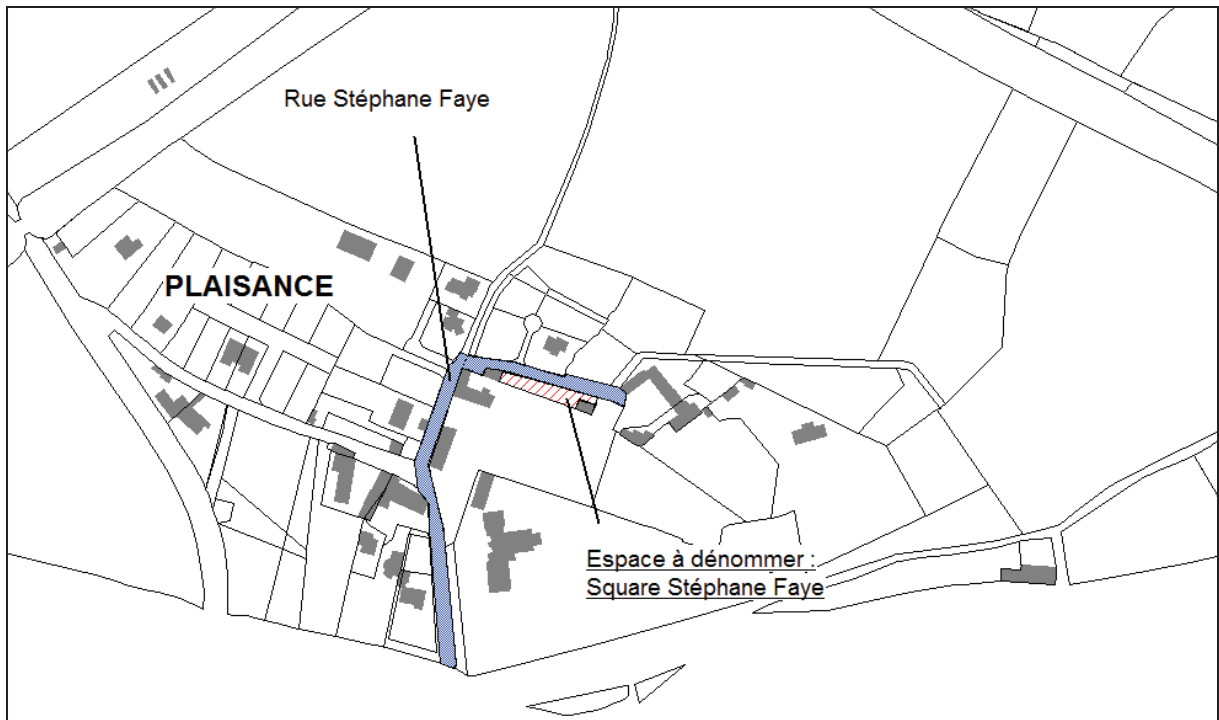 Rue Stéphane Faye
PLAISANCE
Espace à dénommer :
Square Stéphane Faye